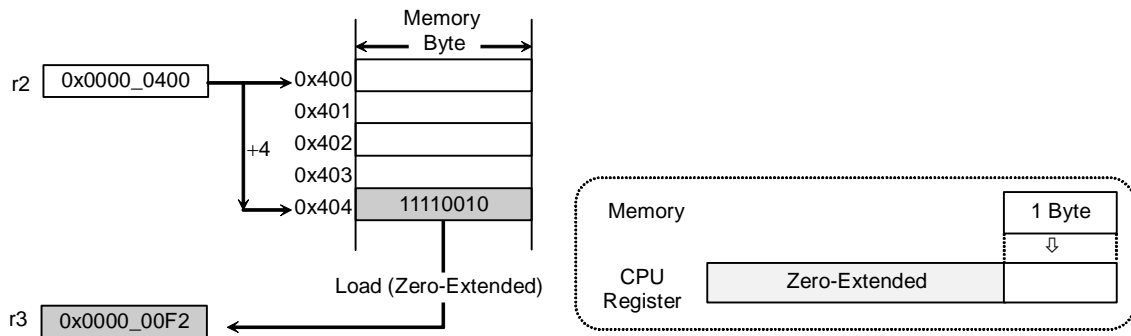 Memory
Byte
r2 0x0000_0400
0x400
0x401
+4
0x402
0x403
0x404 11110010
Load (Zero-Extended)
r3 0x0000_00F2
Memory 1 Byte
⇩
CPU
Register
Zero-Extended